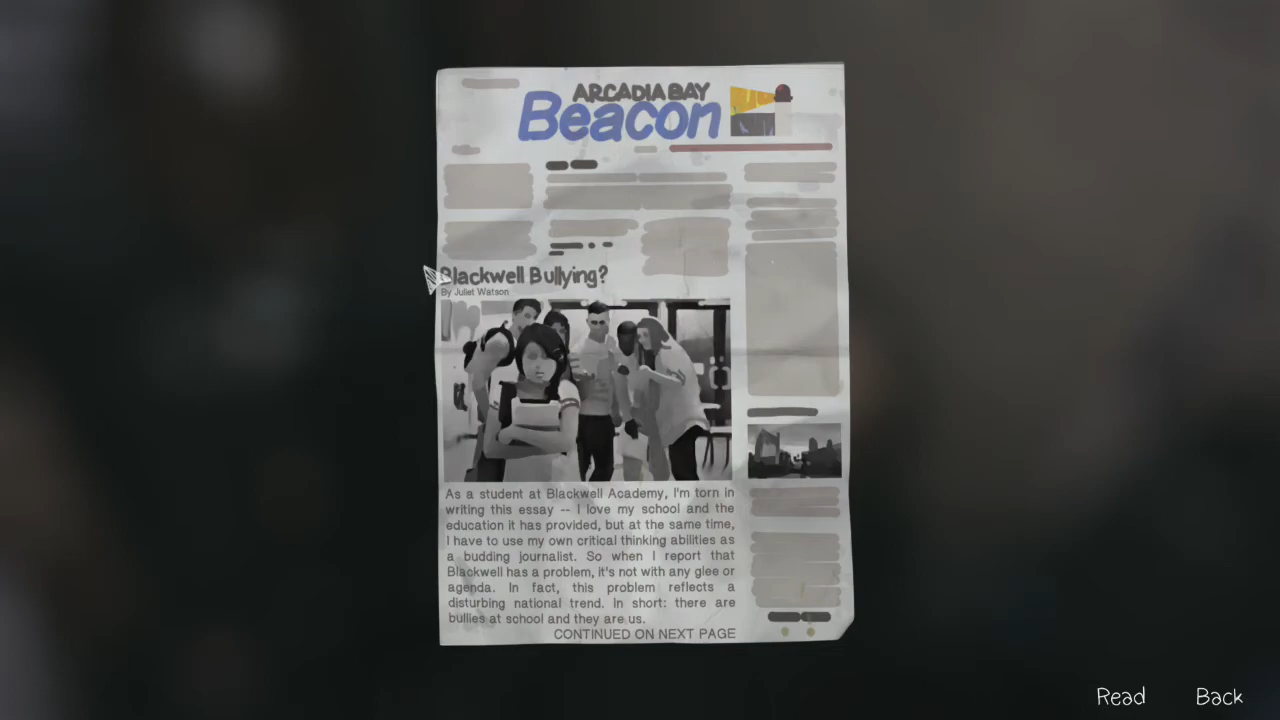 ARCADIA BAY
Beacon
Blackwell Bullying?
By Juliet Watson
As a student at Blackwell Academy, I'm torn in
writing this essay -- I love my school and the
education it has provided, but at the same time,
I have to use my own critical thinking abilities as
a budding journalist. So when I report that
Blackwell has a problem, it's not with any glee or
agenda. In fact, this problem reflects a
disturbing national trend. In short: there are
bullies at school and they are us.
CONTINUED ON NEXT PAGE
Read
Back